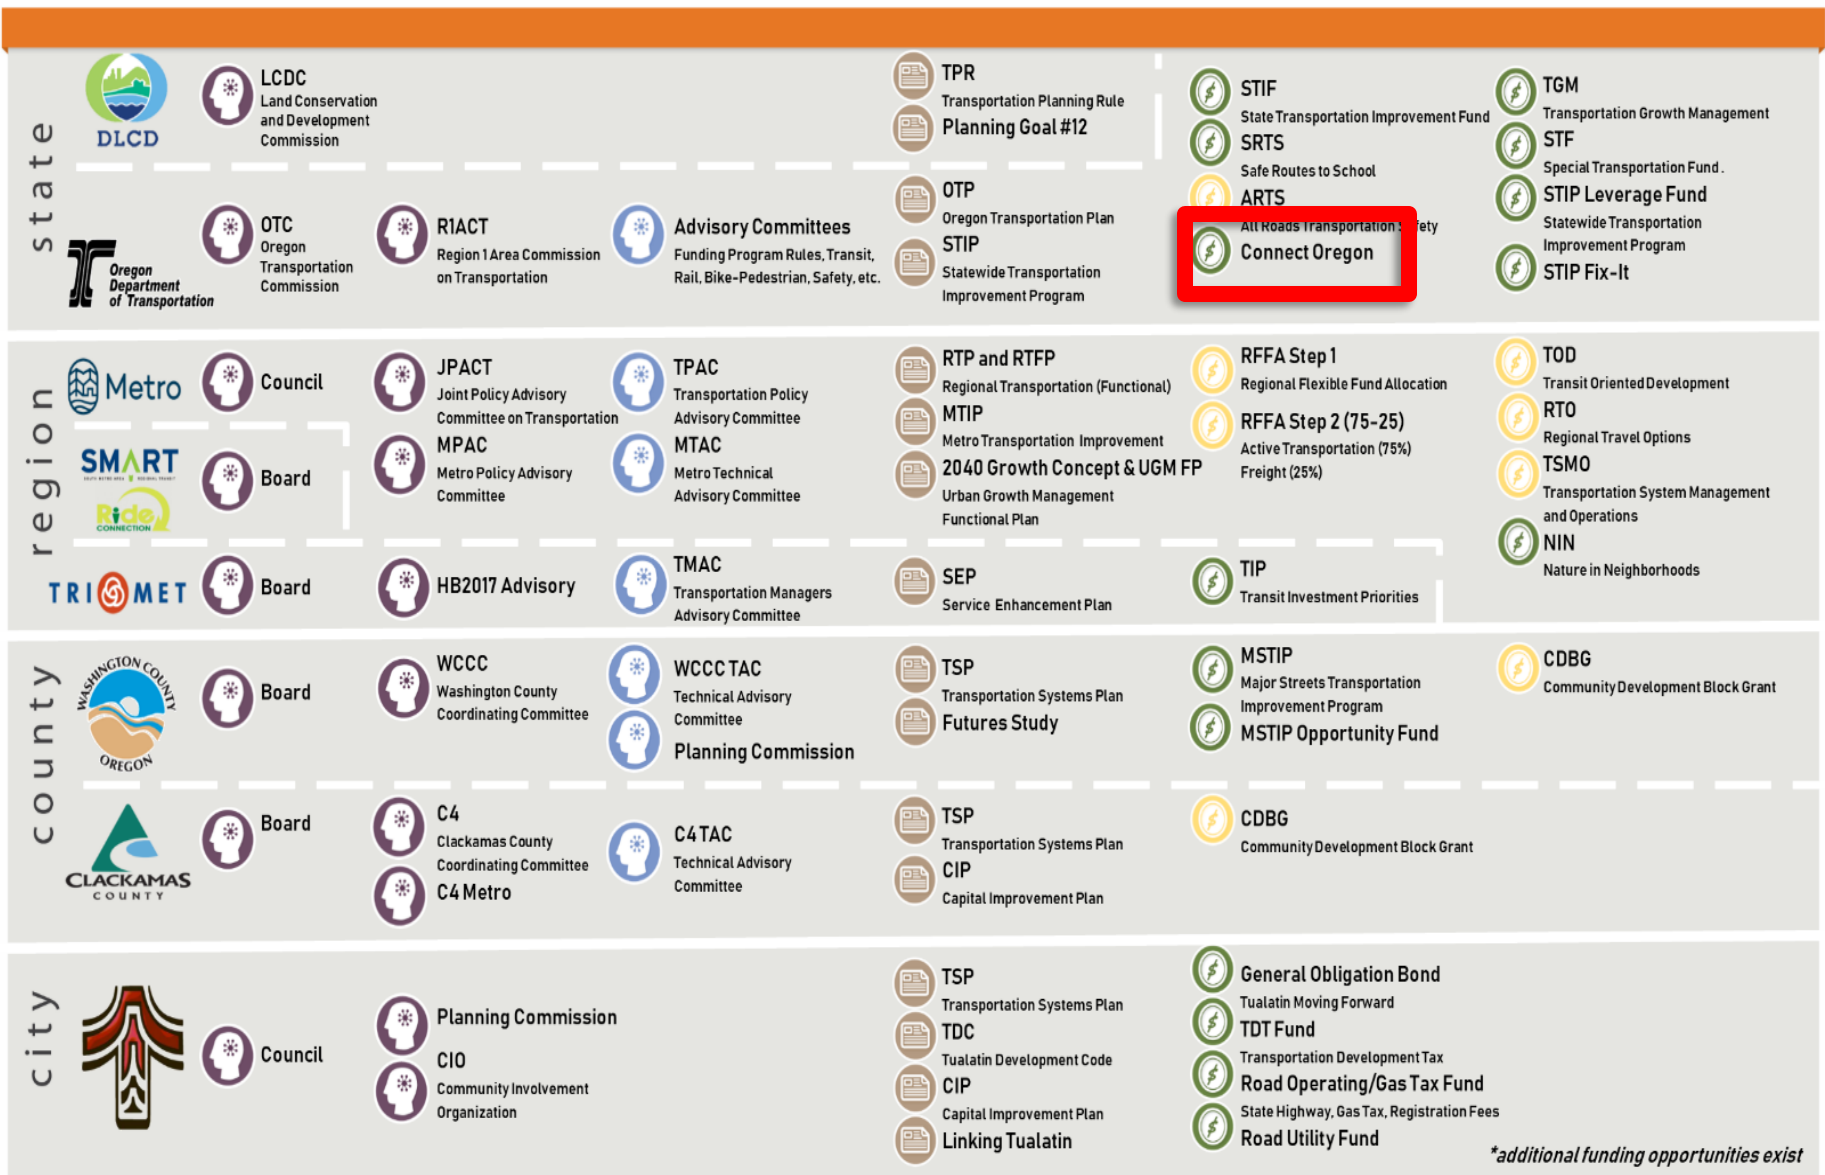 state
DLCD
LCDC
Land Conservation
and Development
Commission
TPR
Transportation Planning Rule
Planning Goal #12
Oregon
Department
of Transportation
OTC
Oregon
Transportation
Commission
R1ACT
Region 1 Area Commission
on Transportation
Advisory Committees
Funding Program Rules, Transit,
Rail, Bike-Pedestrian, Safety, etc.
OTP
Oregon Transportation Plan
STIP
Statewide Transportation
Improvement Program
STIF
State Transportation Improvement Fund
SRTS
Safe Routes to School
ARTS
All Roads Transportation Safety
Connect Oregon
TGM
Transportation Growth Management
STF
Special Transportation Fund .
STIP Leverage Fund
Statewide Transportation
Improvement Program
STIP Fix-It
region
Metro
Council
JPACT
Joint Policy Advisory
Committee on Transportation
MPAC
Metro Policy Advisory
Committee
TPAC
Transportation Policy
Advisory Committee
MTAC
Metro Technical
Advisory Committee
RTP and RTFP
Regional Transportation (Functional)
MTIP
Metro Transportation Improvement
2040 Growth Concept & UGM FP
Urban Growth Management
Functional Plan
RFFA Step 1
Regional Flexible Fund Allocation
RFFA Step 2 (75-25)
Active Transportation (75%)
Freight (25%)
TOD
Transit Oriented Development
RTO
Regional Travel Options
TSMO
Transportation System Management
and Operations
NIN
Nature in Neighborhoods
SMART
SOUTH METRO AREA REGIONAL TRANSIT
Ride
CONNECTION
Board
TRIMET
Board
HB2017 Advisory
TMAC
Transportation Managers
Advisory Committee
SEP
Service Enhancement Plan
TIP
Transit Investment Priorities
county
WASHINGTON COUNTY
OREGON
Board
WCCC
Washington County
Coordinating Committee
WCCC TAC
Technical Advisory
Committee
Planning Commission
TSP
Transportation Systems Plan
Futures Study
MSTIP
Major Streets Transportation
Improvement Program
MSTIP Opportunity Fund
CDBG
Community Development Block Grant
CLACKAMAS
COUNTY
Board
C4
Clackamas County
Coordinating Committee
C4 Metro
C4 TAC
Technical Advisory
Committee
TSP
Transportation Systems Plan
CIP
Capital Improvement Plan
CDBG
Community Development Block Grant
city
Council
Planning Commission
CIO
Community Involvement
Organization
TSP
Transportation Systems Plan
TDC
Tualatin Development Code
CIP
Capital Improvement Plan
Linking Tualatin
General Obligation Bond
Tualatin Moving Forward
TDT Fund
Transportation Development Tax
Road Operating/Gas Tax Fund
State Highway, Gas Tax, Registration Fees
Road Utility Fund
*additional funding opportunities exist